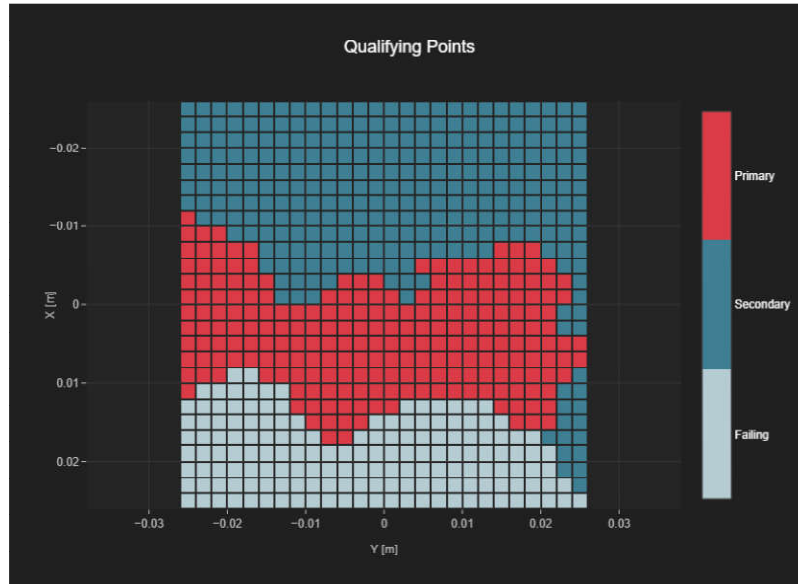 Qualifying Points
−0.02
−0.01
0
0.01
0.02
X [m]
−0.03
−0.02
−0.01
0
0.01
0.02
0.03
Y [m]
Primary
Secondary
Failing